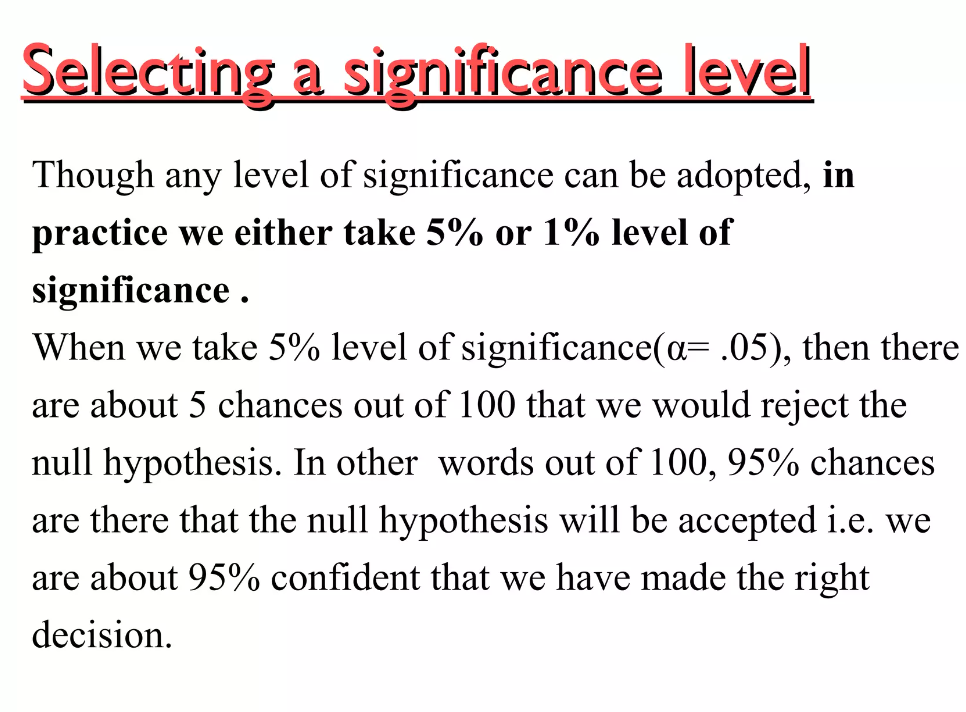 Selecting a significance level
Though any level of significance can be adopted, in
practice we either take 5% or 1% level of
significance .
When we take 5% level of significance(α= .05), then there
are about 5 chances out of 100 that we would reject the
null hypothesis. In other  words out of 100, 95% chances
are there that the null hypothesis will be accepted i.e. we
are about 95% confident that we have made the right
decision.